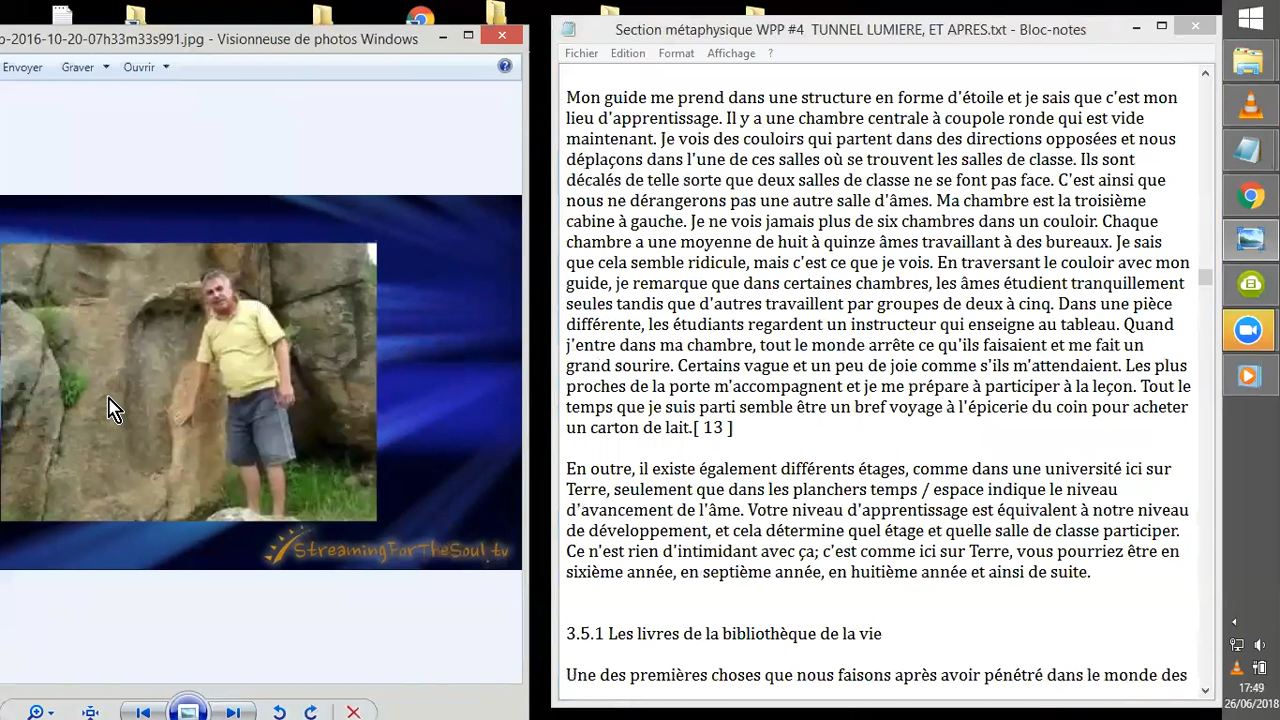 o-2016-10-20-07h33m33s991.jpg - Visionneuse de photos Windows
Envoyer Grave Ouvrir
StreamingForTheSoul.tv
Section métaphysique WPP #4 TUNNEL LUMIERE, ET APRES.txt - Bloc-notes
Fichier Edition Format Affichage ?
Mon guide me prend dans une structure en forme d'étoile et je sais que c'est mon
lieu d'apprentissage. Il y a une chambre centrale à coupole ronde qui est vide
maintenant. Je vois des couloirs qui partent dans des directions opposées et nous
déplaçons dans l'une de ces salles où se trouvent les salles de classe. Ils sont
décalés de telle sorte que deux salles de classe ne se font pas face. C'est ainsi que
nous ne dérangerons pas une autre salle d'âmes. Ma chambre est la troisième
cabine à gauche. Je ne vois jamais plus de six chambres dans un couloir. Chaque
chambre a une moyenne de huit à quinze âmes travaillant à des bureaux. Je sais
que cela semble ridicule, mais c'est ce que je vois. En traversant le couloir avec mon
guide, je remarque que dans certaines chambres, les âmes étudient tranquillement
seules tandis que d'autres travaillent par groupes de deux à cinq. Dans une pièce
différente, les étudiants regardent un instructeur qui enseigne au tableau. Quand
j'entre dans ma chambre, tout le monde arrête ce qu'ils faisaient et me fait un
grand sourire. Certains vague et un peu de joie comme s'ils m'attendaient. Les plus
proches de la porte m'accompagnent et je me prépare à participer à la leçon. Tout le
temps que je suis parti semble être un bref voyage à l'épicerie du coin pour acheter
un carton de lait.[ 13 ]
En outre, il existe également différents étages, comme dans une université ici sur
Terre, seulement que dans les planchers temps / espace indique le niveau
d'avancement de l'âme. Votre niveau d'apprentissage est équivalent à notre niveau
de développement, et cela détermine quel étage et quelle salle de classe participer.
Ce n'est rien d'intimidant avec ça; c'est comme ici sur Terre, vous pourriez être en
sixième année, en septième année, en huitième année et ainsi de suite.
3.5.1 Les livres de la bibliothèque de la vie
Une des premières choses que nous faisons après avoir pénétré dans le monde des
17:49
26/06/2018